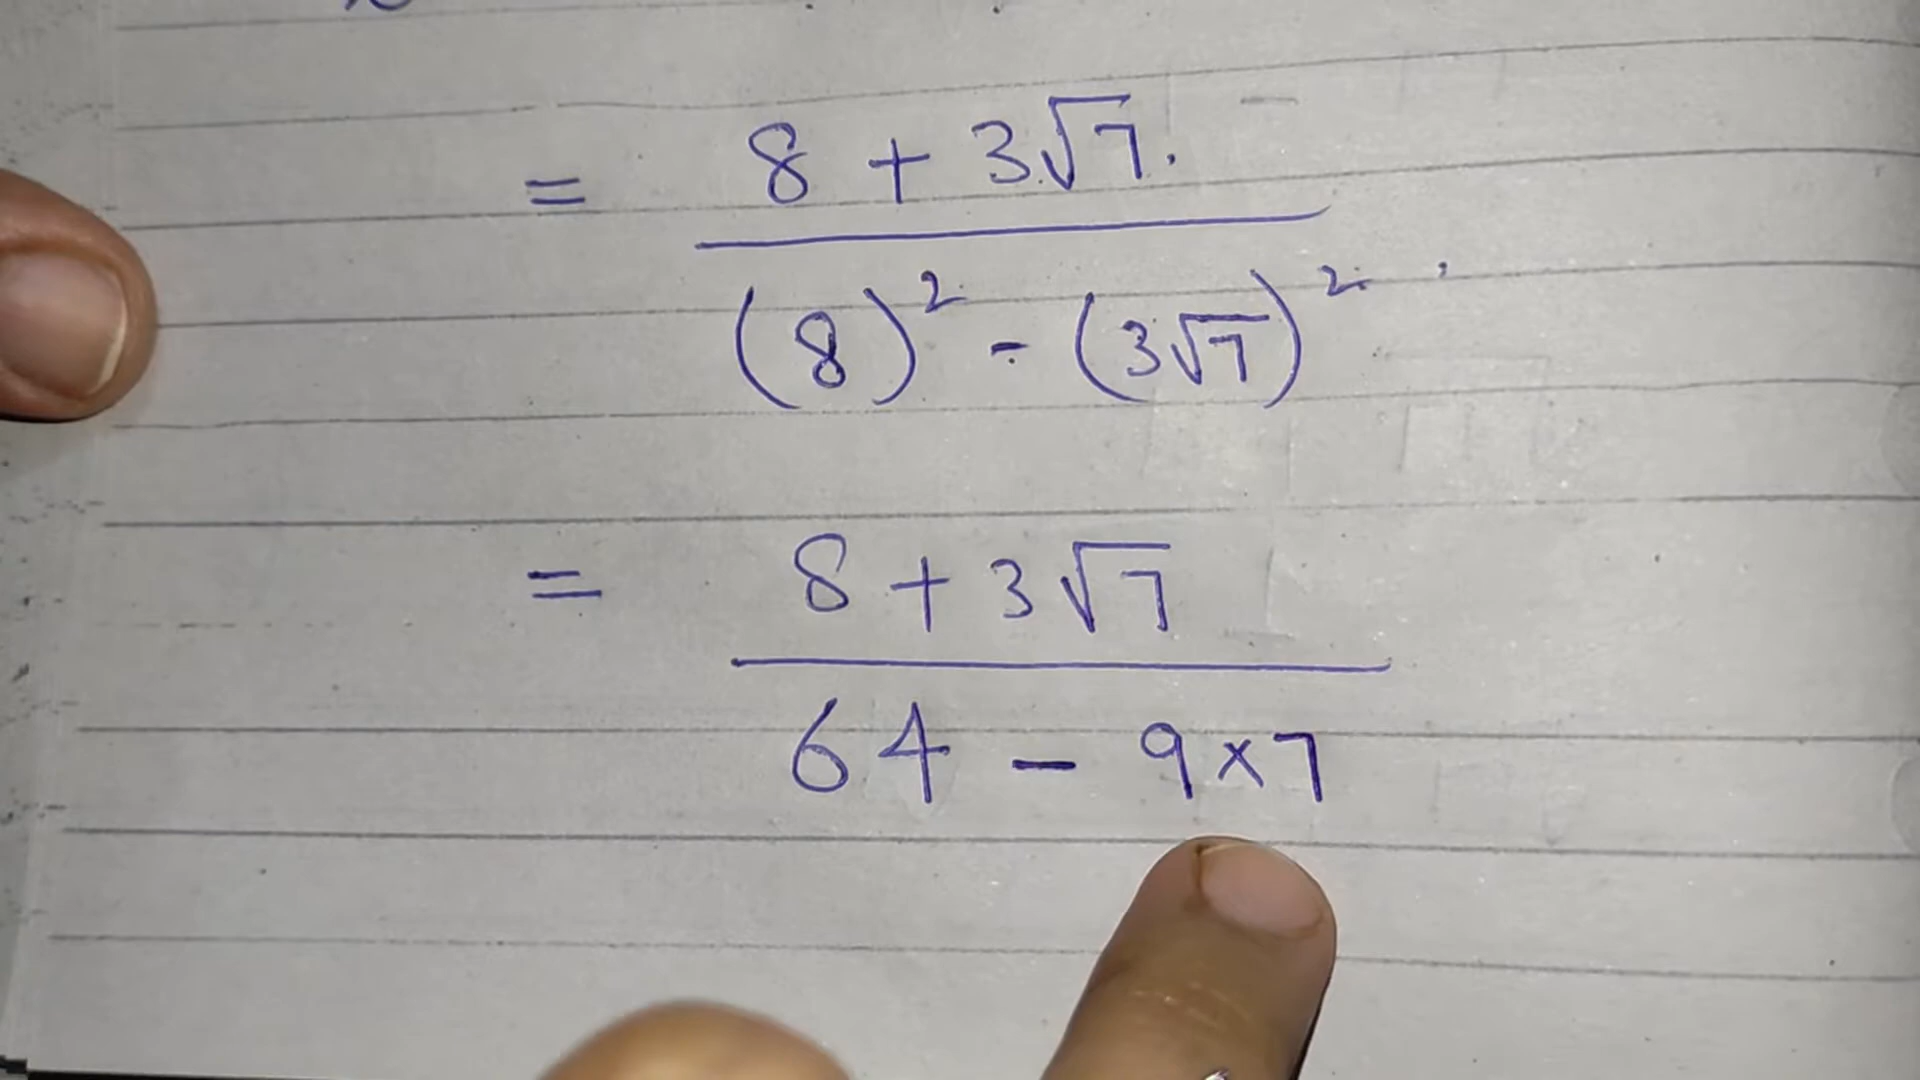 = 8 + 3√7.
(8)² - (3√7)²
= 8 + 3√7
64 - 9×7